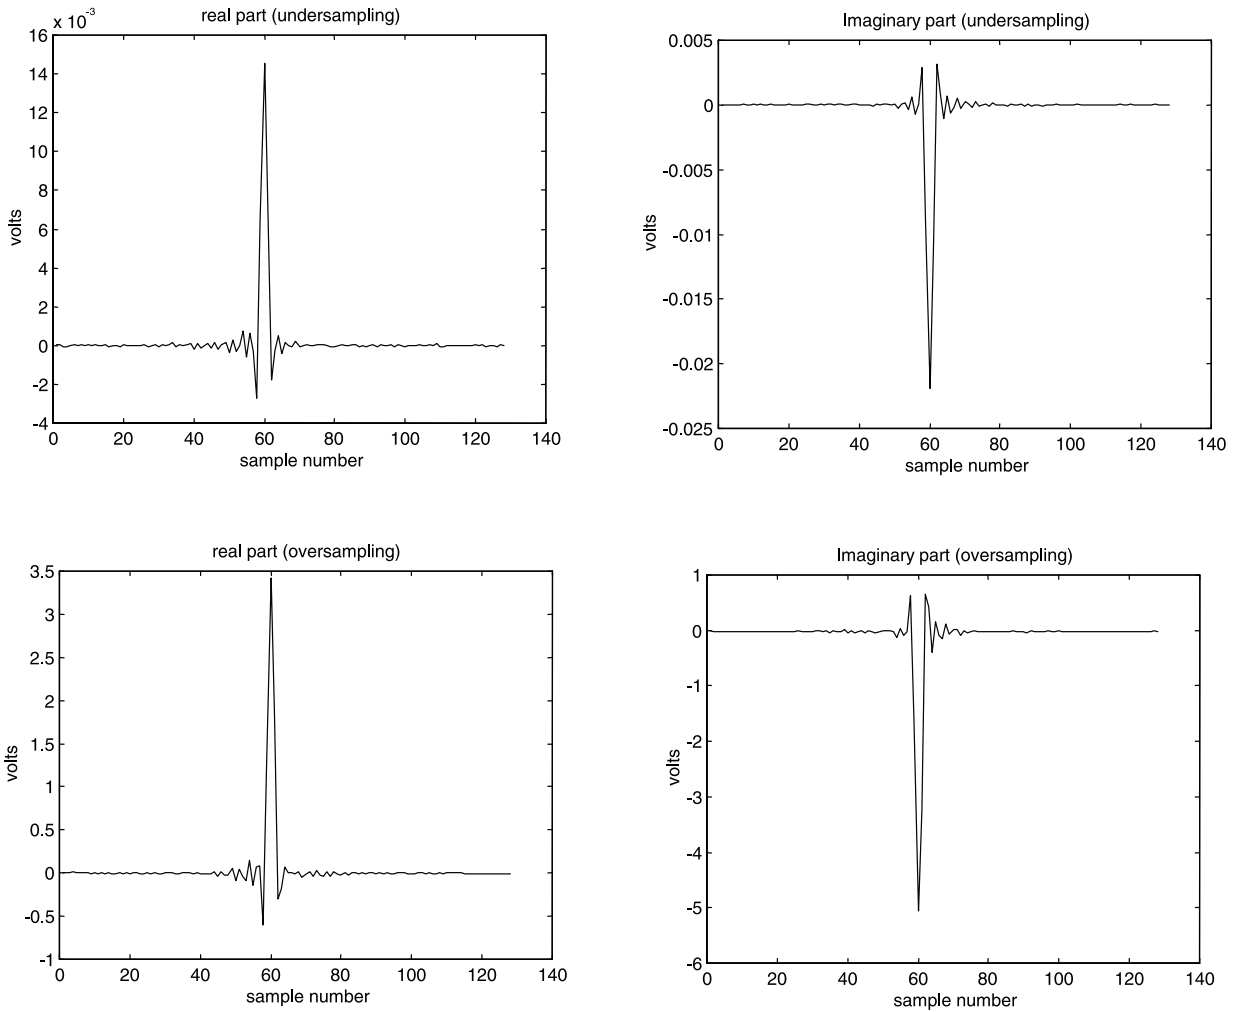 real part (undersampling)
x 10-3
16
14
12
10
8
6
4
2
0
-2
-4
volts
0 20 40 60 80 100 120 140
sample number
Imaginary part (undersampling)
0.005
0
-0.005
-0.01
-0.015
-0.02
-0.025
volts
0 20 40 60 80 100 120 140
sample number
real part (oversampling)
3.5
3
2.5
2
1.5
1
0.5
0
-0.5
-1
volts
0 20 40 60 80 100 120 140
sample number
Imaginary part (oversampling)
1
0
-1
-2
-3
-4
-5
-6
volts
0 20 40 60 80 100 120 140
sample number